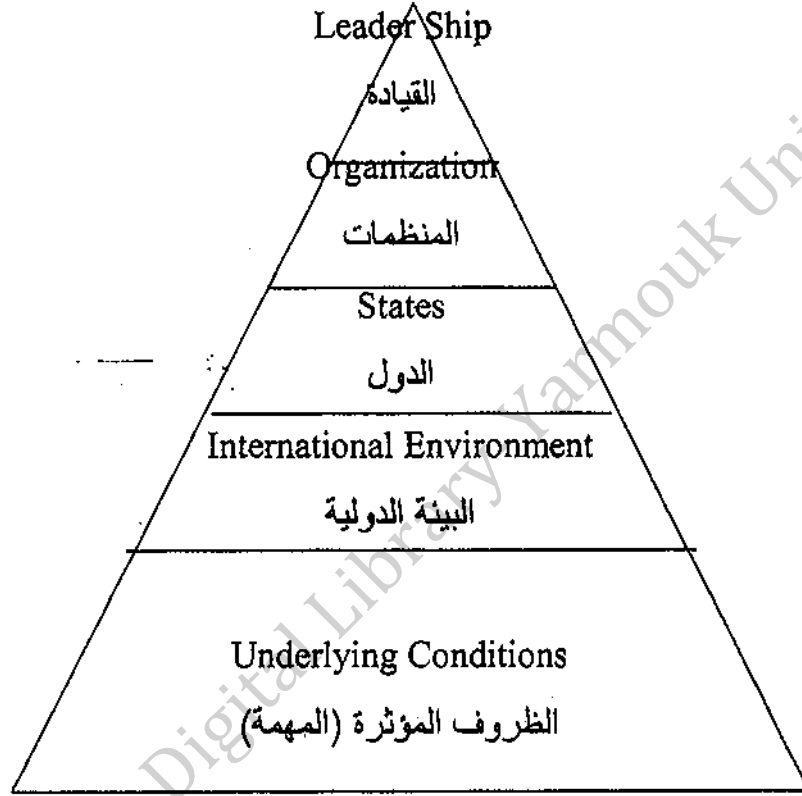 Leader Ship
القيادة
Organization
المنظمات
States
الدول
International Environment
البيئة الدولية
Underlying Conditions
الظروف المؤثرة (المهمة)
Digital Library Yarmouk Uni